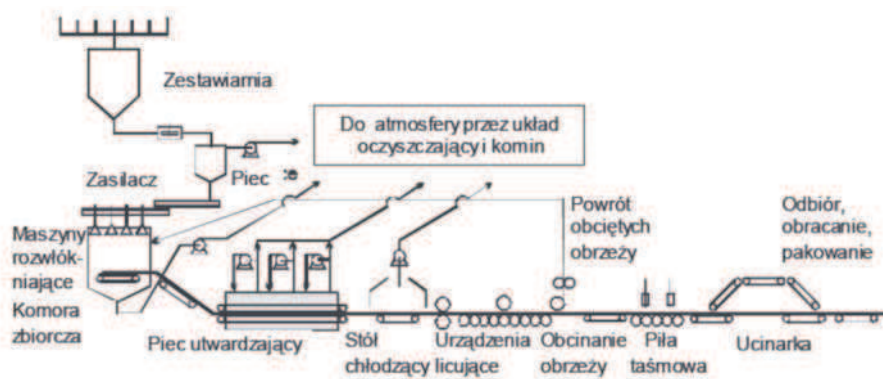 Zestawiarnia
Do atmosfery przez układ
oczyszczający i komin
Zasilacz
Piec
Powrót
obciętych
obrzeży
Odbiór,
obracanie,
pakowanie
Maszyny
rozwłók-
niające
Komora
zbiorcza
Piec utwardzający
Stół
chłodzący
Urządzenia
licujące
Obcinanie
obrzeży
Piła
taśmowa
Ucinarka